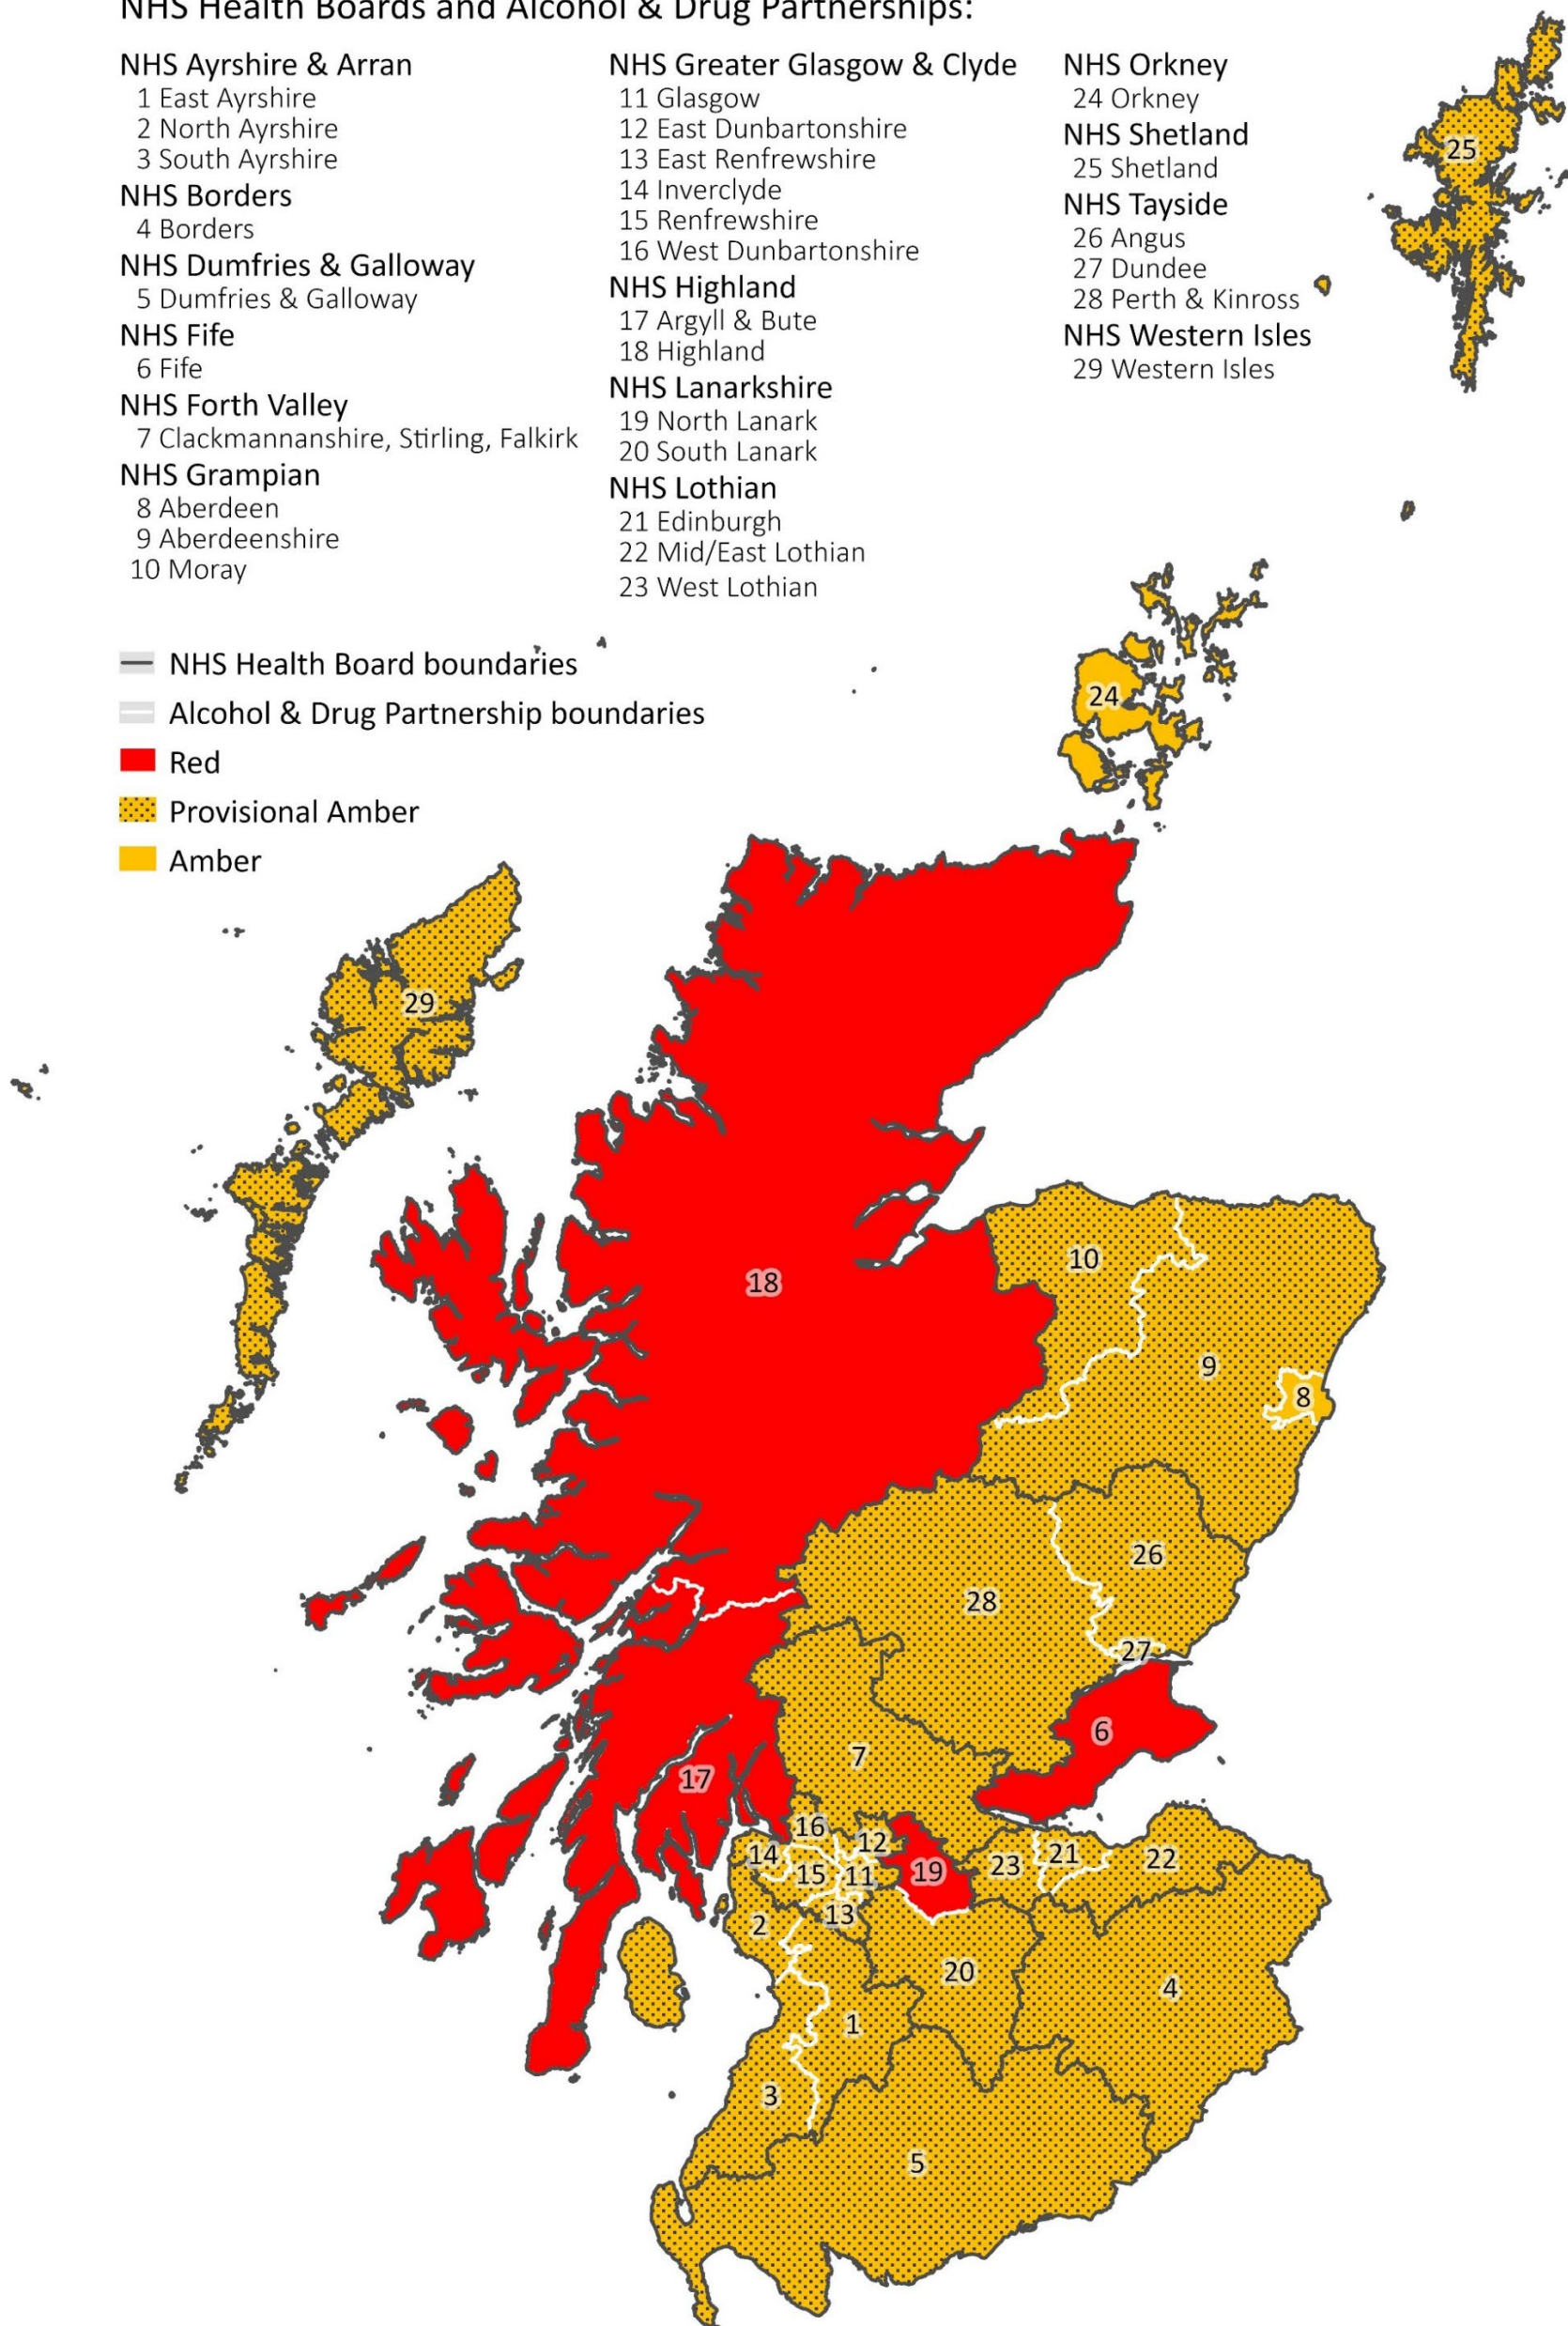 NHS Health Boards and Alcohol & Drug Partnerships:
NHS Ayrshire & Arran
1 East Ayrshire
2 North Ayrshire
3 South Ayrshire
NHS Borders
4 Borders
NHS Dumfries & Galloway
5 Dumfries & Galloway
NHS Fife
6 Fife
NHS Forth Valley
7 Clackmannanshire, Stirling, Falkirk
NHS Grampian
8 Aberdeen
9 Aberdeenshire
10 Moray
NHS Greater Glasgow & Clyde
11 Glasgow
12 East Dunbartonshire
13 East Renfrewshire
14 Inverclyde
15 Renfrewshire
16 West Dunbartonshire
NHS Highland
17 Argyll & Bute
18 Highland
NHS Lanarkshire
19 North Lanark
20 South Lanark
NHS Lothian
21 Edinburgh
22 Mid/East Lothian
23 West Lothian
NHS Orkney
24 Orkney
NHS Shetland
25 Shetland
NHS Tayside
26 Angus
27 Dundee
28 Perth & Kinross
NHS Western Isles
29 Western Isles
NHS Health Board boundaries
Alcohol & Drug Partnership boundaries
Red
Provisional Amber
Amber
25
24
29
18
10
9
8
26
28
27
6
7
17
16
12
14
15
11
19
23
21
22
13
2
20
4
1
3
5